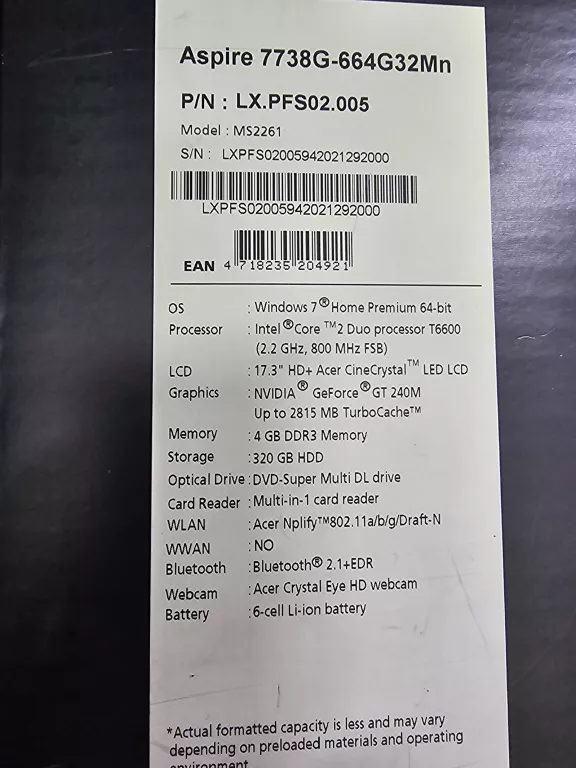 Aspire 7738G-664G32Mn
P/N : LX.PFS02.005
Model : MS2261
S/N : LXPFS02005942021292000
LXPFS02005942021292000
EAN 4 718235 204921
OS : Windows 7® Home Premium 64-bit
Processor : Intel® Core ™2 Duo processor T6600
(2.2 GHz, 800 MHz FSB)
LCD : 17.3" HD+ Acer CineCrystal™ LED LCD
Graphics : NVIDIA® GeForce® GT 240M
Up to 2815 MB TurboCache™
Memory : 4 GB DDR3 Memory
Storage : 320 GB HDD
Optical Drive : DVD-Super Multi DL drive
Card Reader : Multi-in-1 card reader
WLAN : Acer Nplify™802.11a/b/g/Draft-N
WWAN : NO
Bluetooth : Bluetooth® 2.1+EDR
Webcam : Acer Crystal Eye HD webcam
Battery : 6-cell Li-ion battery
*Actual formatted capacity is less and may vary
depending on preloaded materials and operating
environment